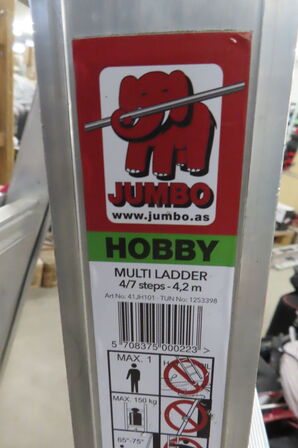 JUMBO
www.jumbo.as
HOBBY
MULTI LADDER
4/7 steps - 4,2 m
Art No: 41JH101 TUN No: 1253398
5 708375 000223 >
MAX. 1
MAX. 150 kg
65°-75°